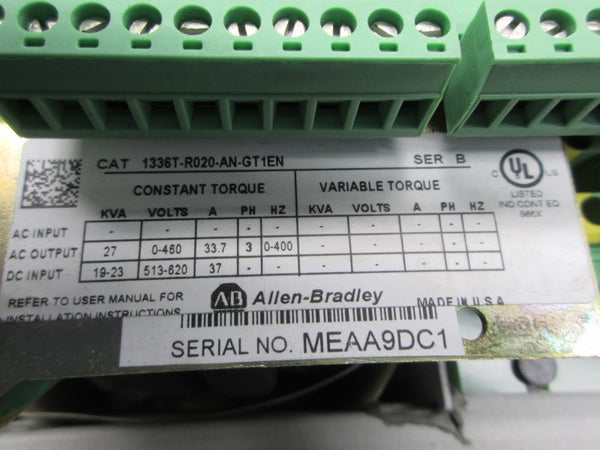 CAT 1336T-R020-AN-GT1EN SER B
C UL US
LISTED
IND CONT EQ
966X
CONSTANT TORQUE VARIABLE TORQUE
KVA VOLTS A PH HZ KVA VOLTS A PH HZ
AC INPUT - - - - - - - - - -
AC OUTPUT 27 0-460 33.7 3 0-400 - - - - -
DC INPUT 19-23 513-620 37 - - - - - - -
REFER TO USER MANUAL FOR
INSTALLATION INSTRUCTIONS
AB Allen-Bradley
MADE IN U.S.A.
SERIAL NO. MEAA9DC1